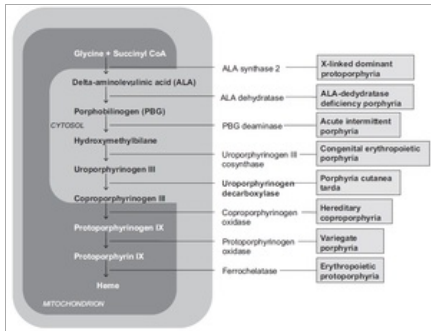 Glycine + Succinyl CoA
ALA synthase 2
X-linked dominant
protoporphyria
Delta-aminolevulinic acid (ALA)
ALA dehydratase
ALA-dedydratase
deficiency porphyria
Porphobilinogen (PBG)
CYTOSOL
PBG deaminase
Acute intermittent
porphyria
Hydroxymethylbilane
Uroporphyrinogen III
cosynthase
Congenital erythropoietic
porphyria
Uroporphyrinogen III
Uroporphyrinogen
decarboxylase
Porphyria cutanea
tarda
Coproporphyrinogen III
Coproporphyrinogen
oxidase
Hereditary
coproporphyria
Protoporphyrinogen IX
Protoporphyrinogen
oxidase
Variegate
porphyria
Protoporphyrin IX
Ferrochelatase
Erythropoietic
protoporphyria
Heme
MITOCHONDRION